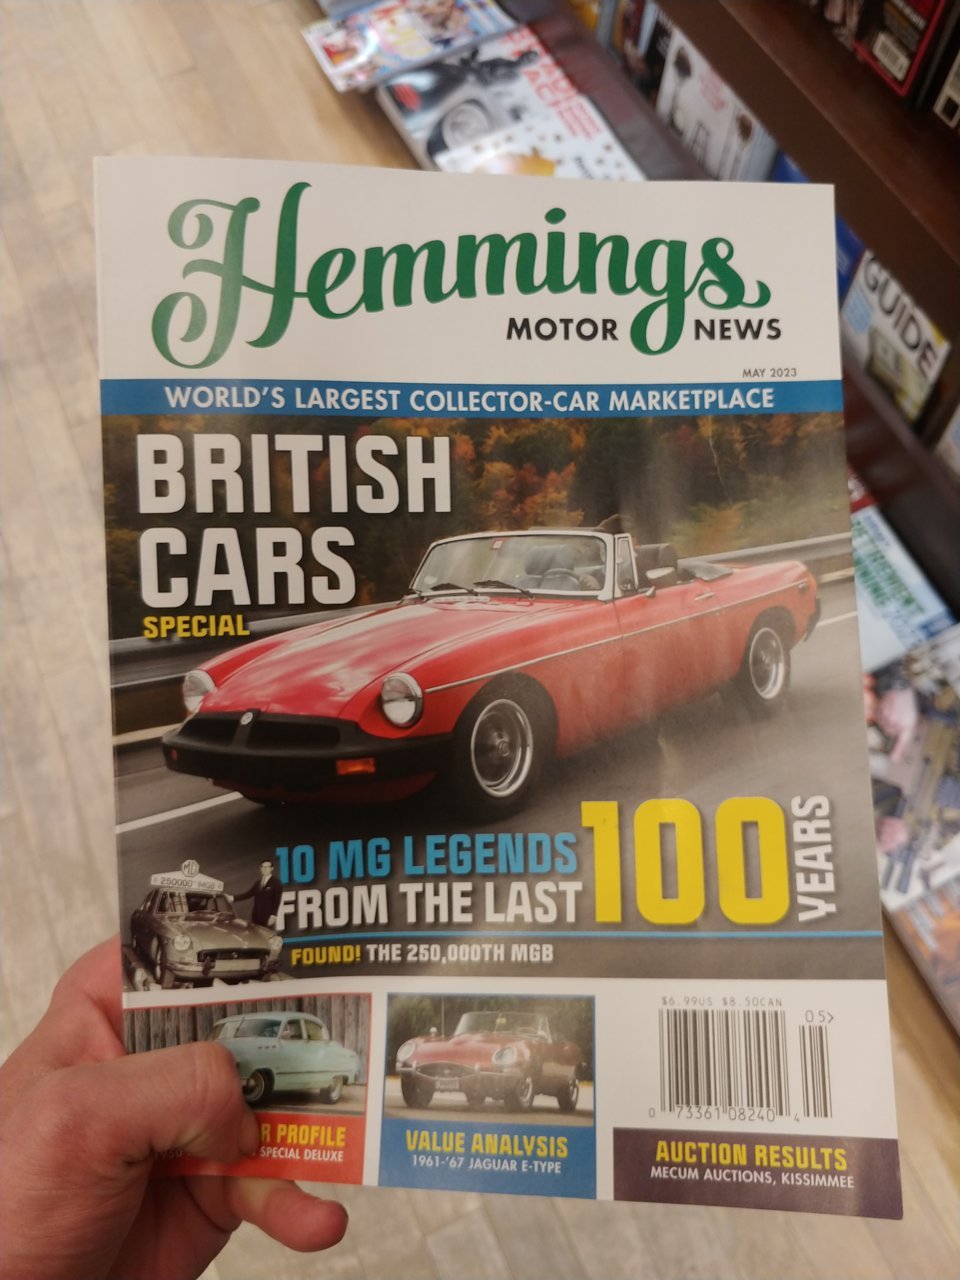 Hemmings
MOTOR NEWS
MAY 2023
WORLD'S LARGEST COLLECTOR-CAR MARKETPLACE
BRITISH
CARS
SPECIAL
10 MG LEGENDS
FROM THE LAST
100
YEARS
MG
250000TH MGB
FOUND! THE 250,000TH MGB
$6.99US $8.50CAN
05>
0 73361 08240 4
R PROFILE
SPECIAL DELUXE
VALUE ANALYSIS
1961-'67 JAGUAR E-TYPE
AUCTION RESULTS
MECUM AUCTIONS, KISSIMMEE
GUIDE